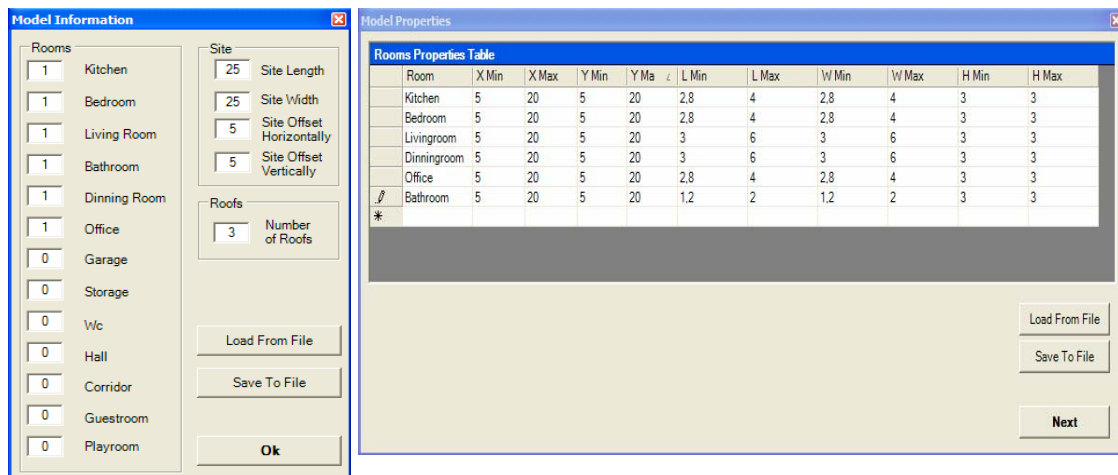 Model Information
Rooms
1 Kitchen
1 Bedroom
1 Living Room
1 Bathroom
1 Dinning Room
1 Office
0 Garage
0 Storage
0 Wc
0 Hall
0 Corridor
0 Guestroom
0 Playroom
Site
25 Site Length
25 Site Width
5 Site Offset
Horizontally
5 Site Offset
Vertically
Roofs
3 Number
of Roofs
Load From File
Save To File
Ok
Model Properties
Rooms Properties Table
Room X Min X Max Y Min Y Ma L Min L Max W Min W Max H Min H Max
Kitchen 5 20 5 20 2,8 4 2,8 4 3 3
Bedroom 5 20 5 20 2,8 4 2,8 4 3 3
Livingroom 5 20 5 20 3 6 3 6 3 3
Dinningroom 5 20 5 20 3 6 3 6 3 3
Office 5 20 5 20 2,8 4 2,8 4 3 3
Bathroom 5 20 5 20 1,2 2 1,2 2 3 3
Load From File
Save To File
Next